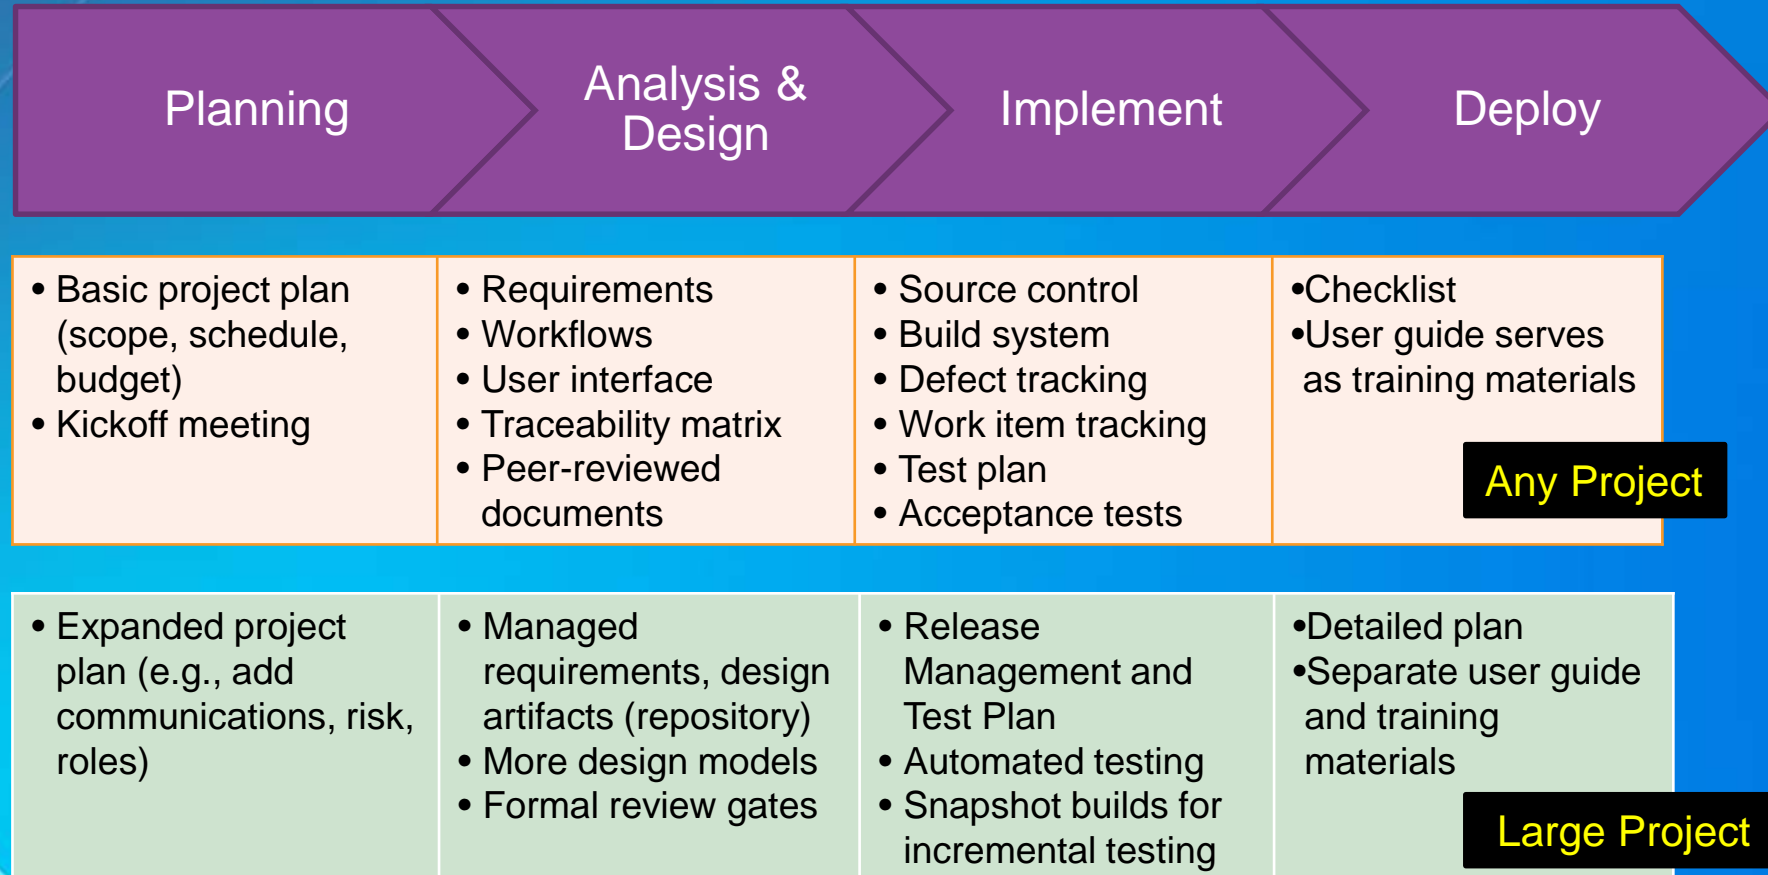 Planning
Analysis &
Design
Implement
Deploy
• Basic project plan
(scope, schedule,
budget)
• Kickoff meeting
• Requirements
• Workflows
• User interface
• Traceability matrix
• Peer-reviewed
documents
• Source control
• Build system
• Defect tracking
• Work item tracking
• Test plan
• Acceptance tests
•Checklist
•User guide serves
as training materials
Any Project
• Expanded project
plan (e.g., add
communications, risk,
roles)
• Managed
requirements, design
artifacts (repository)
• More design models
• Formal review gates
• Release
Management and
Test Plan
• Automated testing
• Snapshot builds for
incremental testing
•Detailed plan
•Separate user guide
and training
materials
Large Project